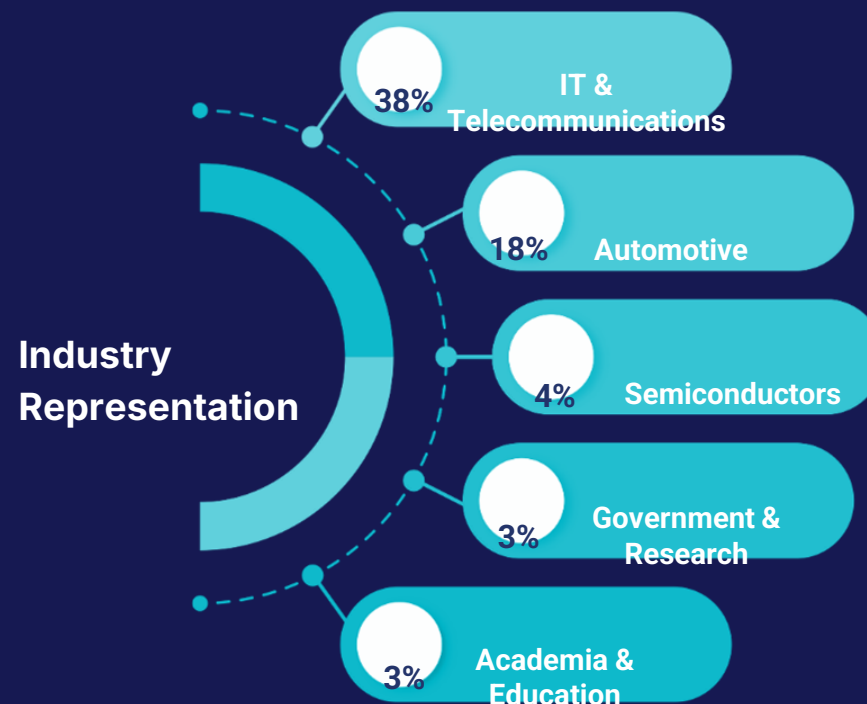 38%
IT &
Telecommunications
18%
Automotive
Industry
Representation
4%
Semiconductors
3%
Government &
Research
3%
Academia &
Education